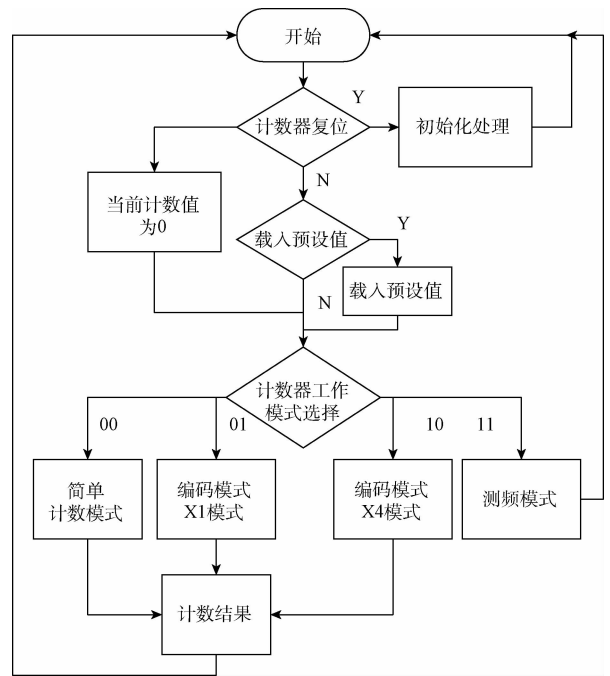 开始
Y
计数器复位
初始化处理
N
当前计数值
为0
Y
载入预设值
N
载入预设值
计数器工作
模式选择
00
01
10
11
简单
计数模式
编码模式
X1模式
编码模式
X4模式
测频模式
计数结果